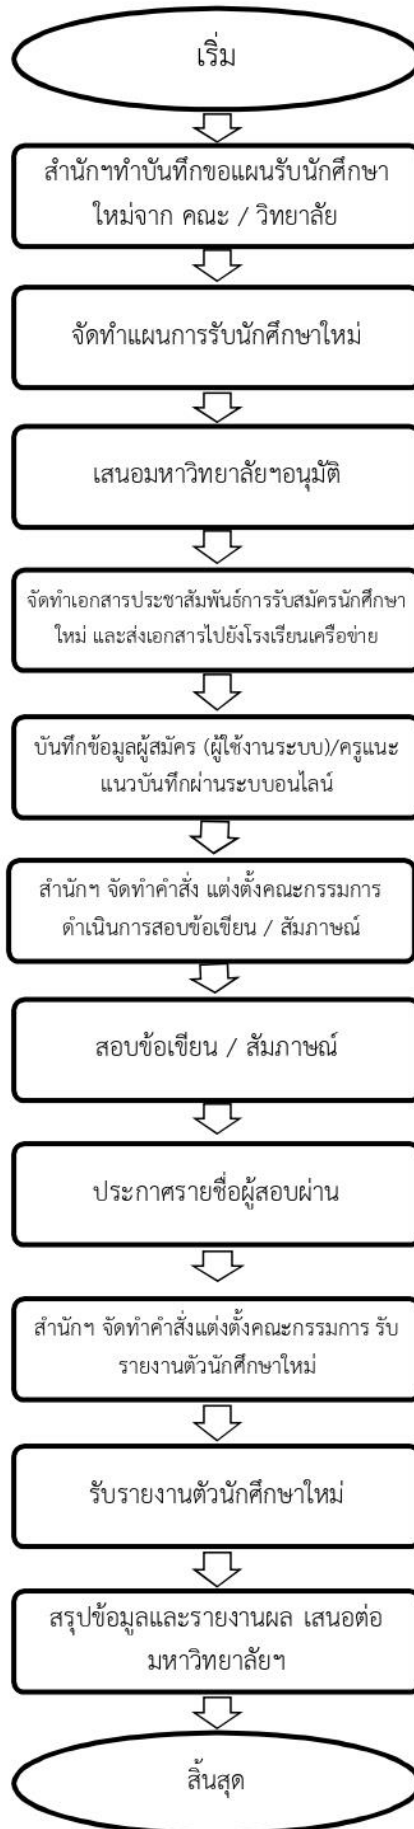 เริ่ม
สำนักฯทำบันทึกขอแผนรับนักศึกษา
ใหม่จาก คณะ / วิทยาลัย
จัดทำแผนการรับนักศึกษาใหม่
เสนอมหาวิทยาลัยฯอนุมัติ
จัดทำเอกสารประชาสัมพันธ์การรับสมัครนักศึกษา
ใหม่ และส่งเอกสารไปยังโรงเรียนเครือข่าย
บันทึกข้อมูลผู้สมัคร (ผู้ใช้งานระบบ)/ครูแนะ
แนวบันทึกผ่านระบบออนไลน์
สำนักฯ จัดทำคำสั่ง แต่งตั้งคณะกรรมการ
ดำเนินการสอบข้อเขียน / สัมภาษณ์
สอบข้อเขียน / สัมภาษณ์
ประกาศรายชื่อผู้สอบผ่าน
สำนักฯ จัดทำคำสั่งแต่งตั้งคณะกรรมการ รับ
รายงานตัวนักศึกษาใหม่
รับรายงานตัวนักศึกษาใหม่
สรุปข้อมูลและรายงานผล เสนอต่อ
มหาวิทยาลัยฯ
สิ้นสุด